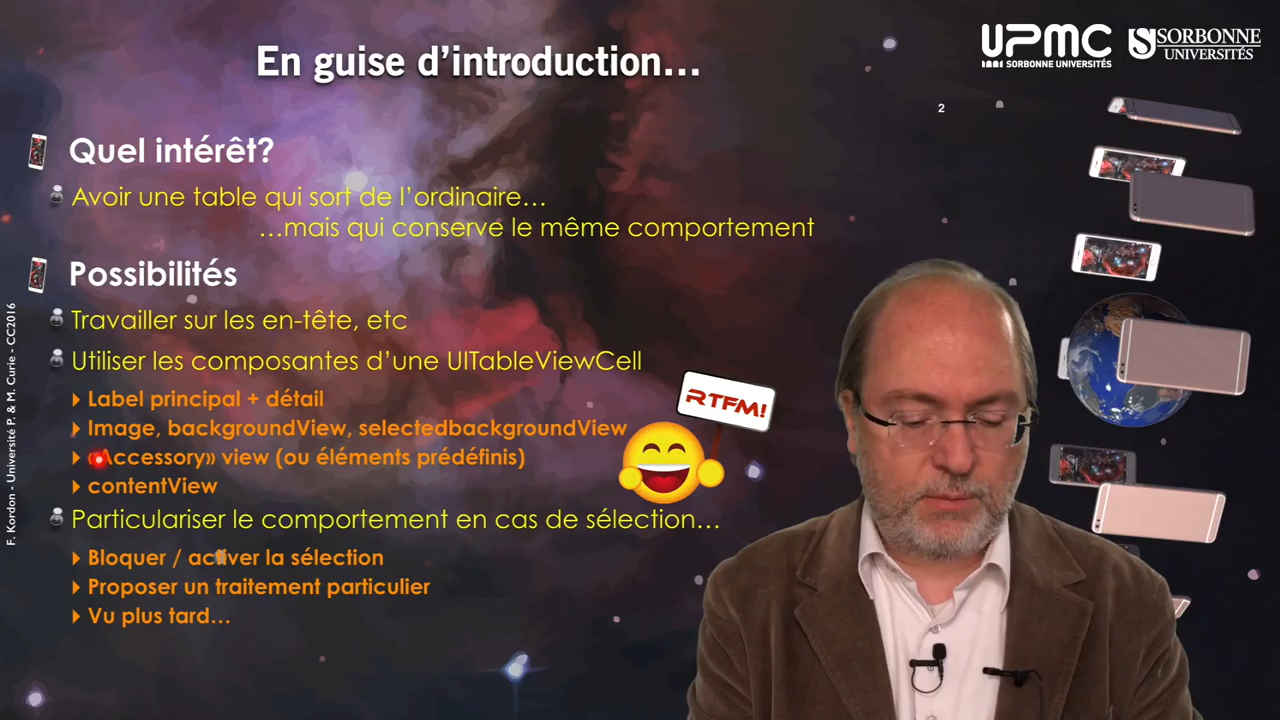 En guise d’introduction...
UPMC
SORBONNE UNIVERSITÉS
SORBONNE
UNIVERSITÉS
2
Quel intérêt?
Avoir une table qui sort de l’ordinaire...
...mais qui conserve le même comportement
Possibilités
Travailler sur les en-tête, etc
Utiliser les composantes d’une UITableViewCell
Label principal + détail
Image, backgroundView, selectedbackgroundView
«Accessory» view (ou éléments prédéfinis)
contentView
RTFM!
Particulariser le comportement en cas de sélection...
Bloquer / activer la sélection
Proposer un traitement particulier
Vu plus tard...
F. Kordon - Université P. & M. Curie - CC2016